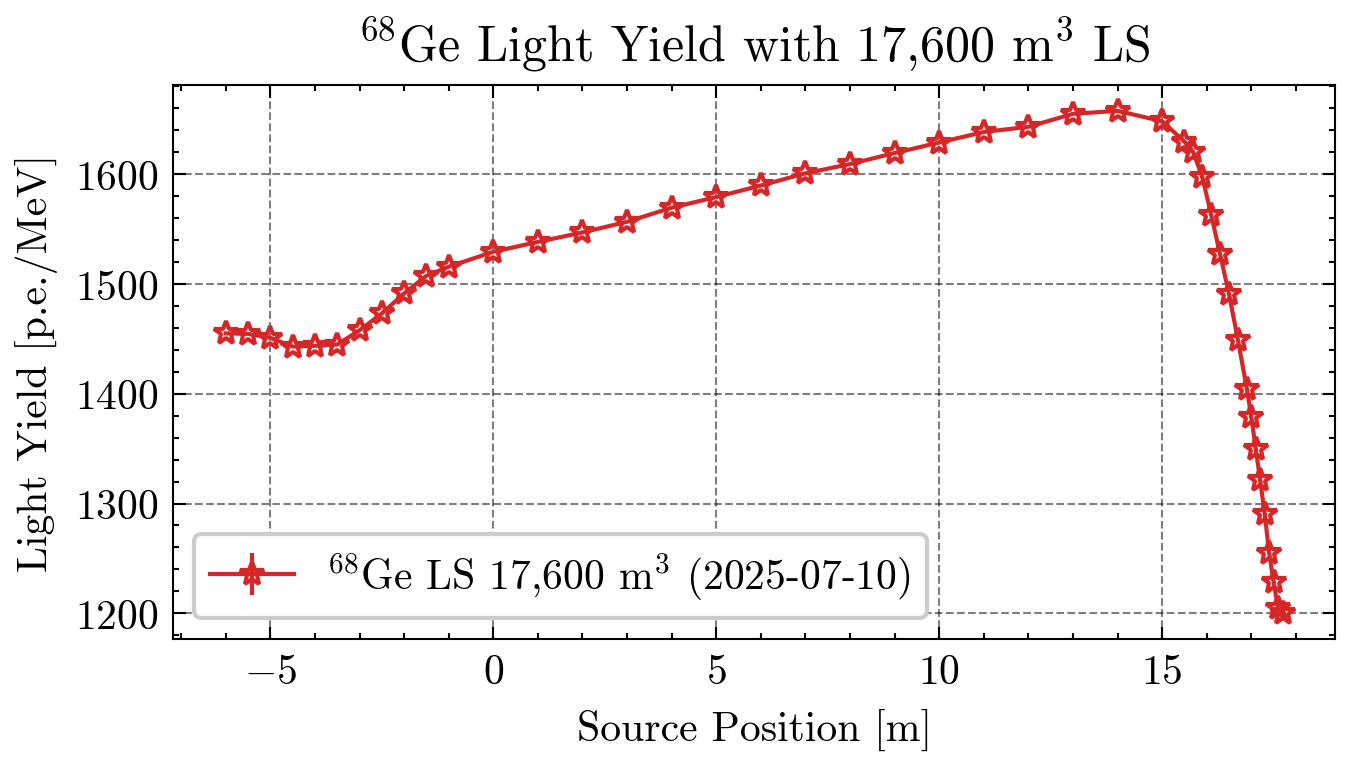 ⁶⁸Ge Light Yield with 17,600 m³ LS
Light Yield [p.e./MeV]
1600
1500
1400
1300
1200
⁶⁸Ge LS 17,600 m³ (2025-07-10)
−5 0 5 10 15
Source Position [m]